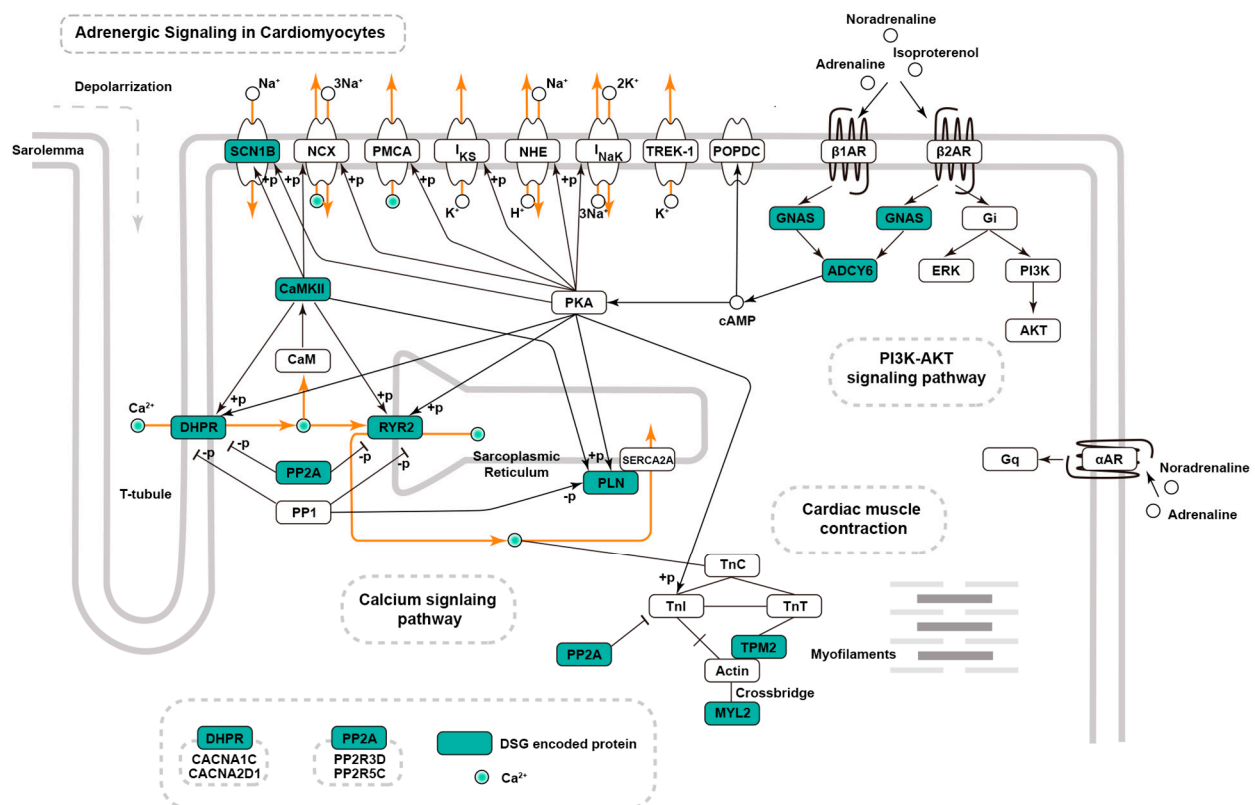 Adrenergic Signaling in Cardiomyocytes
Noradrenaline
Isoproterenol
Adrenaline
Depolarrization
Na⁺
3Na⁺
Na⁺
2K⁺
Sarolemma
SCN1B
NCX
PMCA
I_KS
NHE
I_NaK
TREK-1
POPDC
β1AR
β2AR
+p
+p
+p
+p
+p
+p
+p
K⁺
H⁺
3Na⁺
K⁺
GNAS
GNAS
Gi
ADCY6
ERK
PI3K
CaMKII
PKA
cAMP
AKT
CaM
PI3K-AKT
signaling pathway
+p
+p
+p
Ca²⁺
DHPR
RYR2
-p
-p
-p
-p
PP2A
Sarcoplasmic
Reticulum
+p
SERCA2A
PLN
-p
Gq
αAR
Noradrenaline
Adrenaline
T-tubule
PP1
Cardiac muscle
contraction
TnC
+p
TnI
TnT
Calcium signlaing
pathway
PP2A
TPM2
Myofilaments
Actin
Crossbridge
MYL2
DHPR
CACNA1C
CACNA2D1
PP2A
PP2R3D
PP2R5C
DSG encoded protein
Ca²⁺